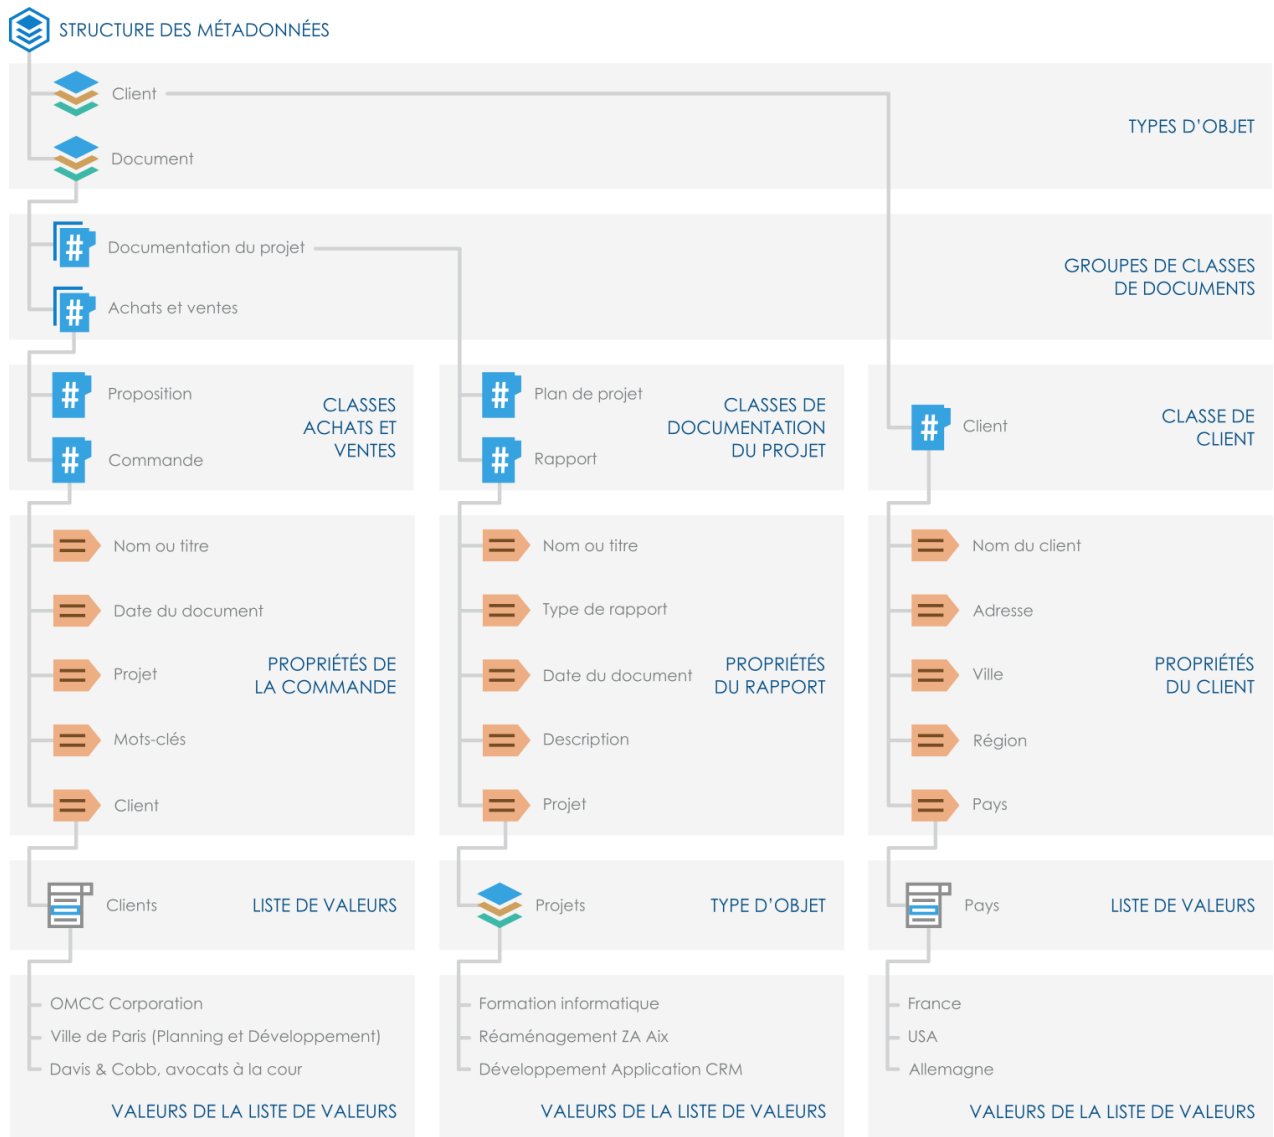 STRUCTURE DES MÉTADONNÉES
Client
Document
TYPES D'OBJET
Documentation du projet
Achats et ventes
GROUPES DE CLASSES
DE DOCUMENTS
Proposition
Commande
CLASSES
ACHATS ET
VENTES
Plan de projet
Rapport
CLASSES DE
DOCUMENTATION
DU PROJET
Client
CLASSE DE
CLIENT
Nom ou titre
Date du document
Projet
Mots-clés
Client
PROPRIÉTÉS DE
LA COMMANDE
Nom ou titre
Type de rapport
Date du document
Description
Projet
PROPRIÉTÉS
DU RAPPORT
Nom du client
Adresse
Ville
Région
Pays
PROPRIÉTÉS
DU CLIENT
Clients
LISTE DE VALEURS
Projets
TYPE D'OBJET
Pays
LISTE DE VALEURS
OMCC Corporation
Ville de Paris (Planning et Développement)
Davis & Cobb, avocats à la cour
VALEURS DE LA LISTE DE VALEURS
Formation informatique
Réaménagement ZA Aix
Développement Application CRM
VALEURS DE LA LISTE DE VALEURS
France
USA
Allemagne
VALEURS DE LA LISTE DE VALEURS